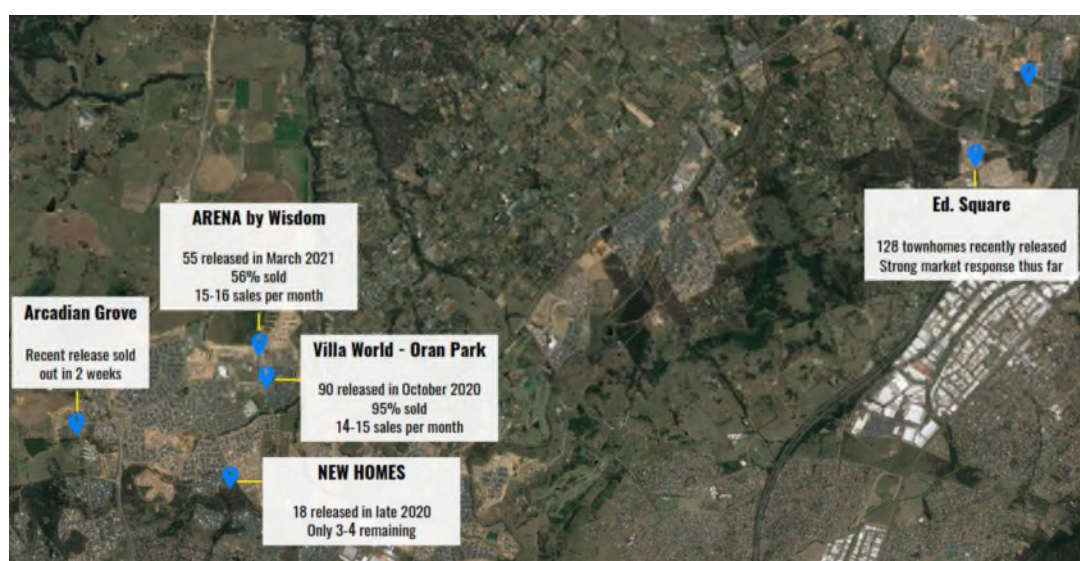 ARENA by Wisdom
55 released in March 2021
56% sold
15-16 sales per month
Ed. Square
128 townhomes recently released
Strong market response thus far
Arcadian Grove
Recent release sold
out in 2 weeks
Villa World - Oran Park
90 released in October 2020
95% sold
14-15 sales per month
NEW HOMES
18 released in late 2020
Only 3-4 remaining